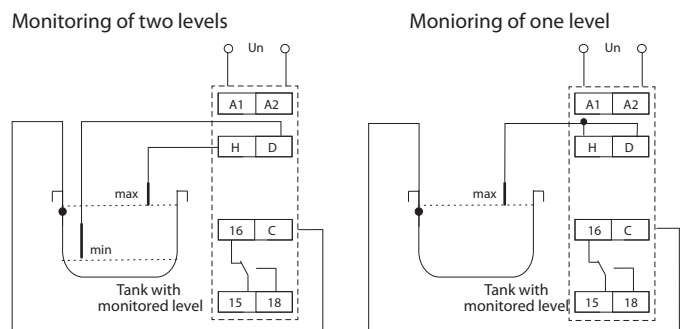 Monitoring of two levels
Un
A1 A2
H D
max
min
16 C
Tank with
monitored level
15 18
Monioring of one level
Un
A1 A2
H D
max
16 C
Tank with
monitored level
15 18